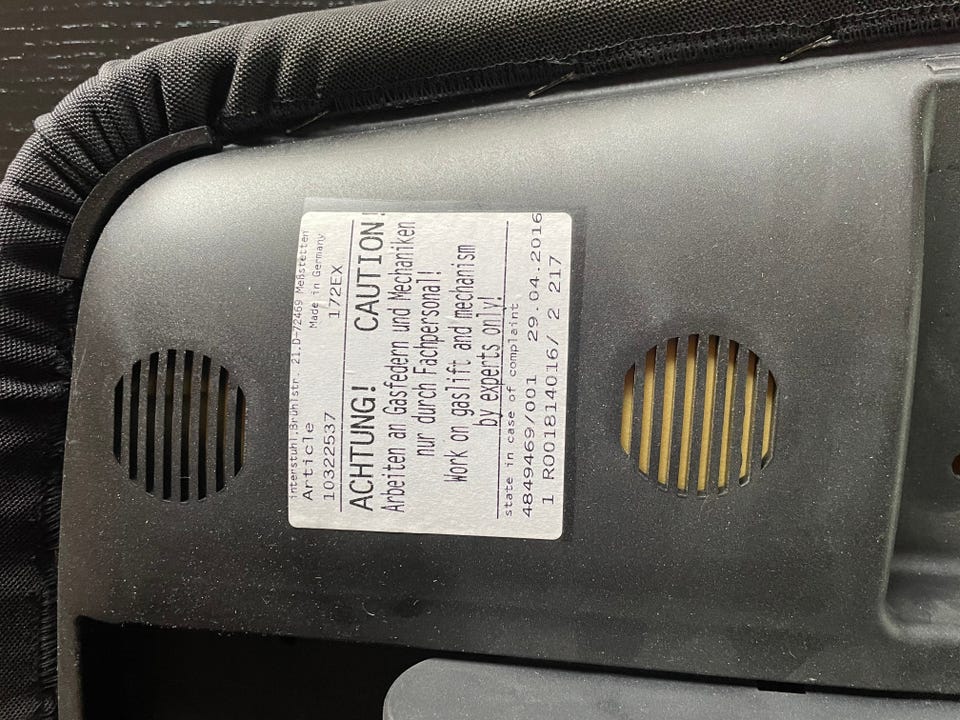 interstuhl,Brühlstr. 21,D-72469 Meßstetten
Article Made in Germany
10322537 172EX
ACHTUNG! CAUTION!
Arbeiten an Gasfedern und Mechaniken
nur durch Fachpersonal!
Work on gaslift and mechanism
by experts only!
state in case of complaint
4849469/001 29.04.2016
1 R001814016/ 2 217